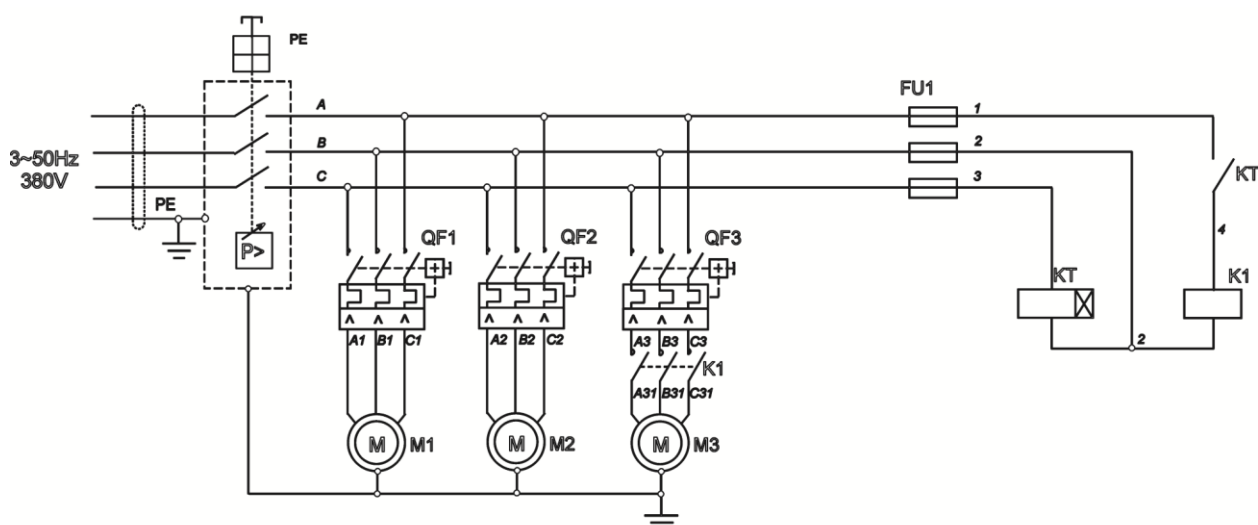 PE
A
FU1
1
B
2
3~50Hz
380V
C
3
KT
PE
4
P>
QF1
QF2
QF3
KT
K1
A1 B1 C1
A2 B2 C2
A3 B3 C3
2
K1
A31 B31 C31
M
M1
M
M2
M
M3